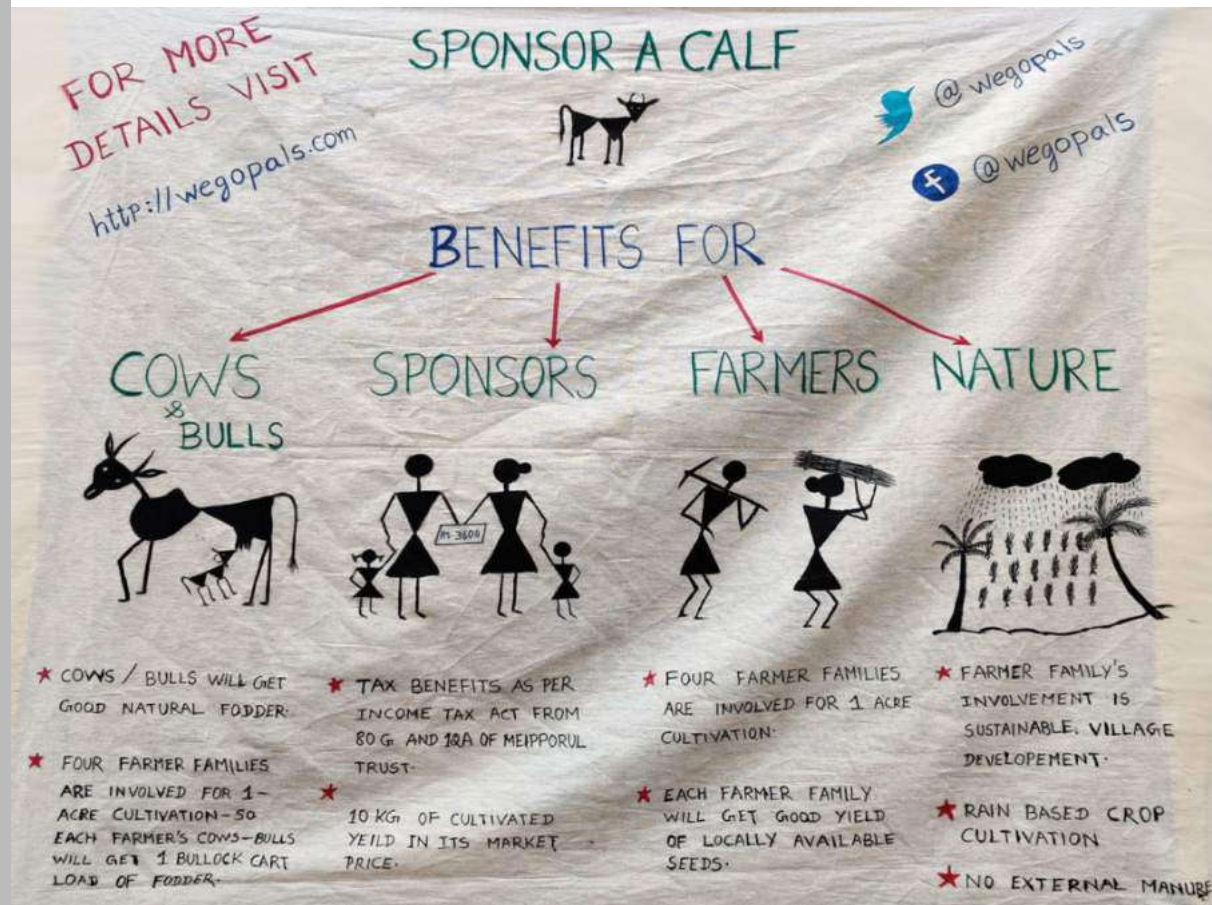 FOR MORE
DETAILS VISIT
http://wegopals.com
SPONSOR A CALF
@wegopals
f @wegopals
BENEFITS FOR
COWS
&
BULLS
SPONSORS
FARMERS
NATURE
RS 3600
★ COWS / BULLS WILL GET
GOOD NATURAL FODDER.
★ FOUR FARMER FAMILIES
ARE INVOLVED FOR 1-
ACRE CULTIVATION-SO
EACH FARMER'S COWS-BULLS
WILL GET 1 BULLOCK CART
LOAD OF FODDER.
★ TAX BENEFITS AS PER
INCOME TAX ACT FROM
80 G AND 12A OF MEIPPORUL
TRUST.
★
10 KG OF CULTIVATED
YEILD IN ITS MARKET
PRICE.
★ FOUR FARMER FAMILIES
ARE INVOLVED FOR 1 ACRE
CULTIVATION.
★ EACH FARMER FAMILY
WILL GET GOOD YIELD
OF LOCALLY AVAILABLE
SEEDS.
★ FARMER FAMILY'S
INVOLVEMENT IS
SUSTAINABLE. VILLAGE
DEVELOPEMENT.
★ RAIN BASED CROP
CULTIVATION
★ NO EXTERNAL MANURE